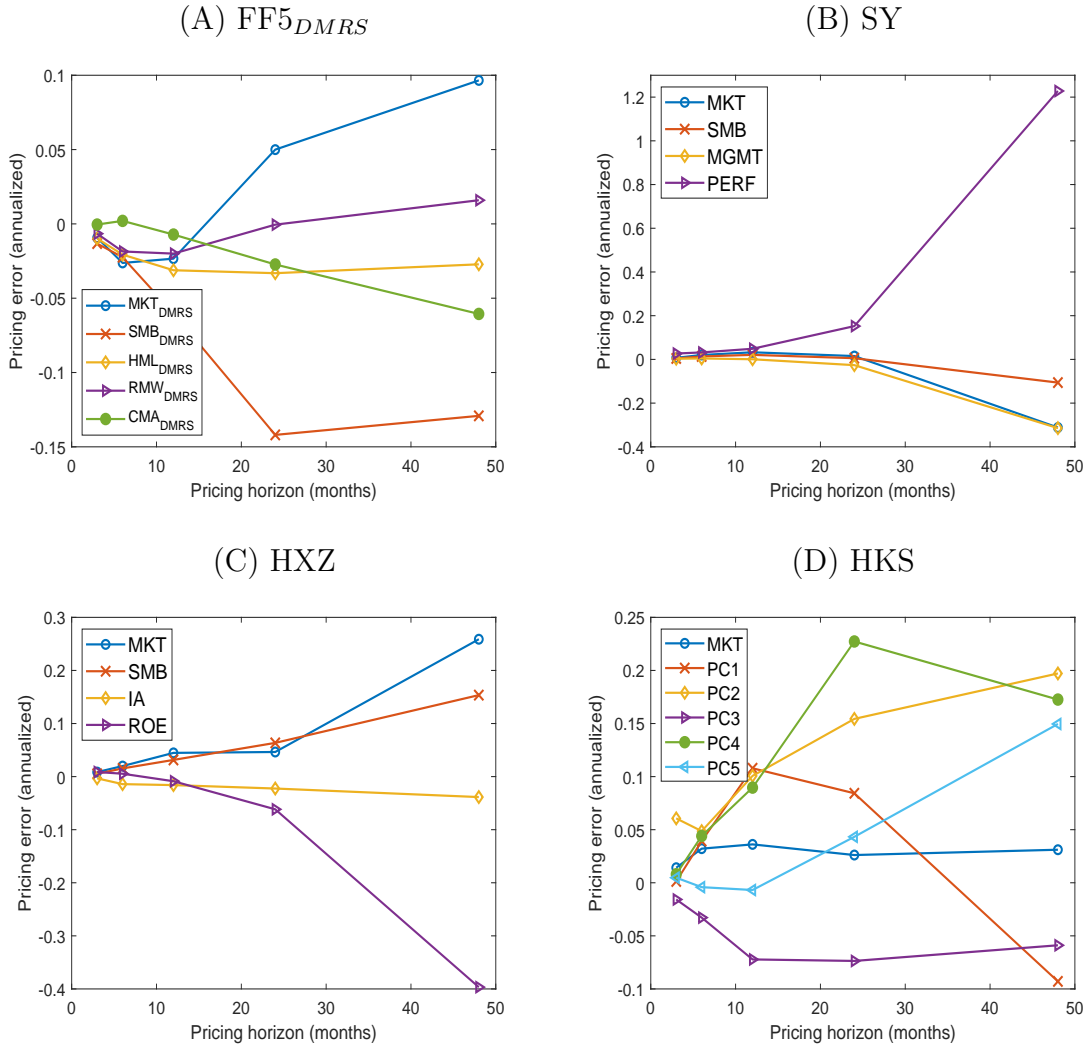 (A) FF5DMRS
Pricing error (annualized)
0.1
0.05
0
-0.05
-0.1
-0.15
MKTDMRS
SMBDMRS
HMLDMRS
RMWDMRS
CMADMRS
0 10 20 30 40 50
Pricing horizon (months)
(B) SY
Pricing error (annualized)
1.2
1
0.8
0.6
0.4
0.2
0
-0.2
-0.4
MKT
SMB
MGMT
PERF
0 10 20 30 40 50
Pricing horizon (months)
(C) HXZ
Pricing error (annualized)
0.3
0.2
0.1
0
-0.1
-0.2
-0.3
-0.4
MKT
SMB
IA
ROE
0 10 20 30 40 50
Pricing horizon (months)
(D) HKS
Pricing error (annualized)
0.25
0.2
0.15
0.1
0.05
0
-0.05
-0.1
MKT
PC1
PC2
PC3
PC4
PC5
0 10 20 30 40 50
Pricing horizon (months)